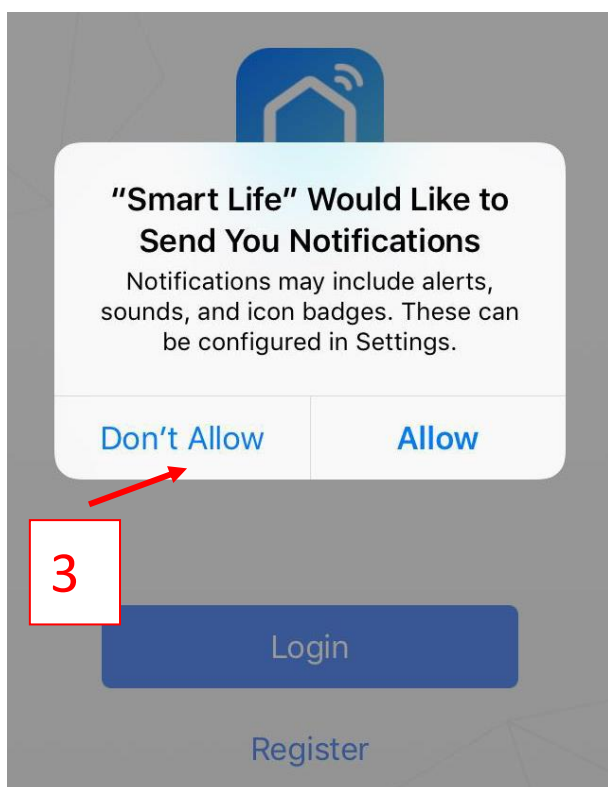 "Smart Life" Would Like to
Send You Notifications
Notifications may include alerts,
sounds, and icon badges. These can
be configured in Settings.
Don't Allow
Allow
3
Login
Register